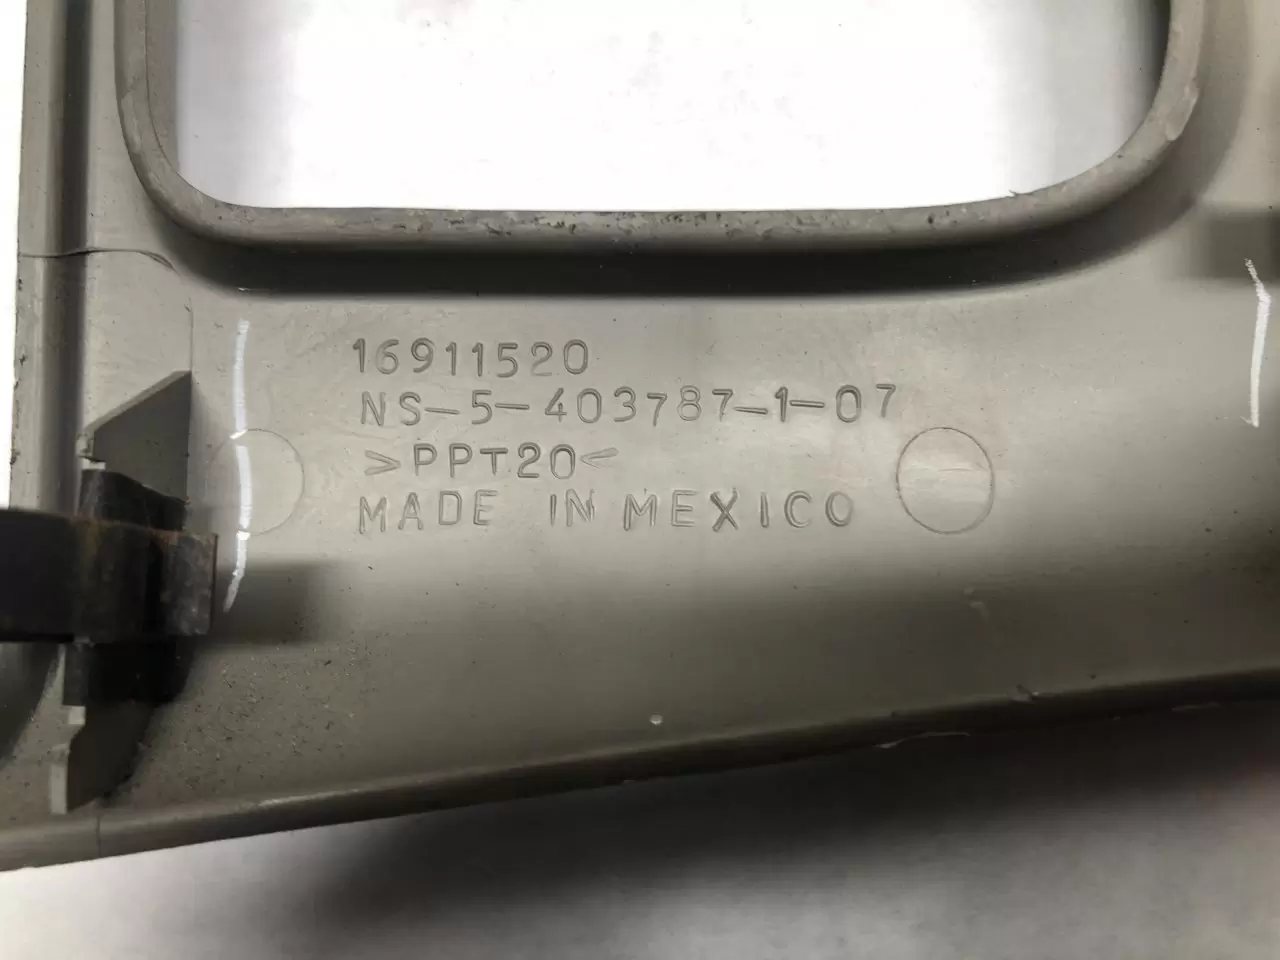 16911520
NS-5-403787-1-07
>PPT20<
MADE IN MEXICO